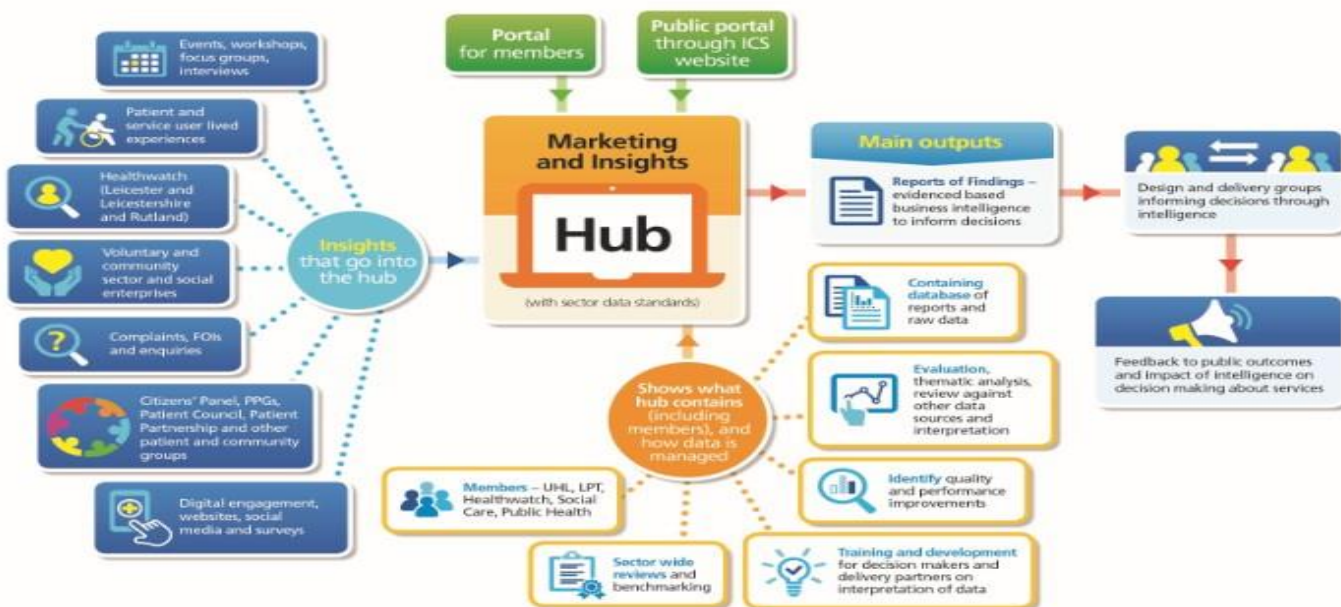 Events, workshops,
focus groups,
interviews
Patient and
service user lived
experiences
Healthwatch
(Leicester and
Leicestershire
and Rutland)
Voluntary and
community
sector and social
enterprises
Complaints, FOIs
and enquiries
Citizens' Panel, PPGs,
Patient Council, Patient
Partnership and other
patient and community
groups
Digital engagement,
websites, social
media and surveys
Insights
that go into
the hub
Portal
for members
Public portal
through ICS
website
Marketing
and Insights
Hub
(with sector data standards)
Main outputs
Reports of Findings –
evidenced based
business intelligence
to inform decisions
Design and delivery groups
informing decisions through
intelligence
Feedback to public outcomes
and impact of intelligence on
decision making about services
Shows what
hub contains
(including
members), and
how data is
managed
Containing
database of
reports and
raw data
Evaluation,
thematic analysis,
review against
other data
sources and
interpretation
Identify quality
and performance
improvements
Training and development
for decision makers and
delivery partners on
interpretation of data
Sector wide
reviews and
benchmarking
Members – UHL, LPT,
Healthwatch, Social
Care, Public Health